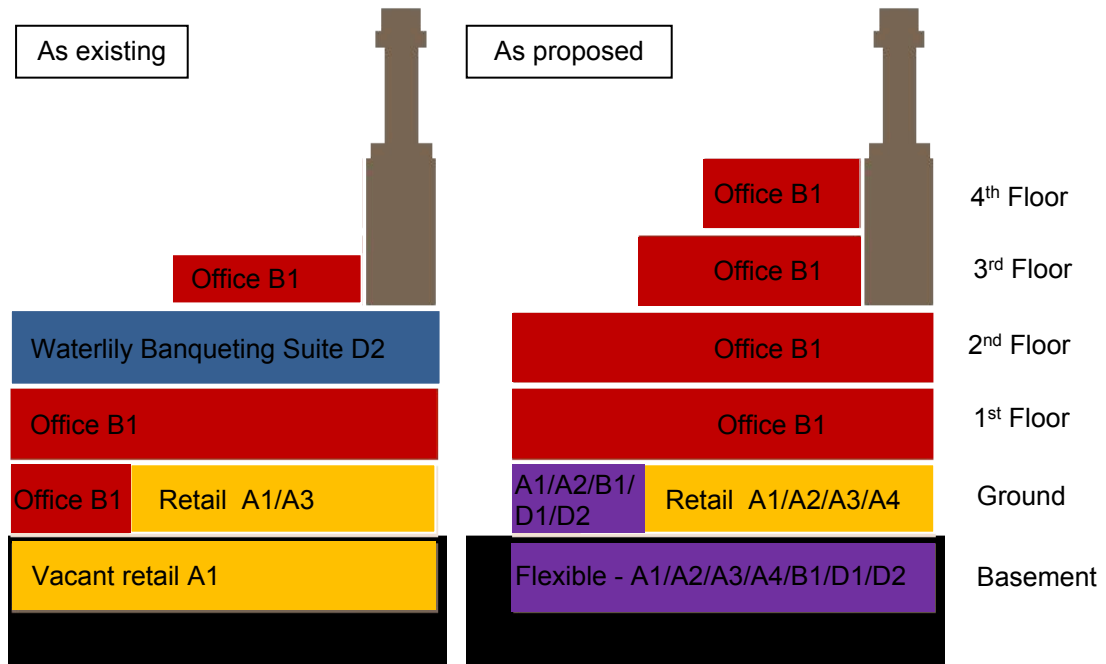 As existing
As proposed
Office B1
4th Floor
Office B1
Office B1
3rd Floor
Waterlily Banqueting Suite D2
Office B1
2nd Floor
Office B1
Office B1
1st Floor
Office B1
Retail A1/A3
A1/A2/B1/
D1/D2
Retail A1/A2/A3/A4
Ground
Vacant retail A1
Flexible - A1/A2/A3/A4/B1/D1/D2
Basement